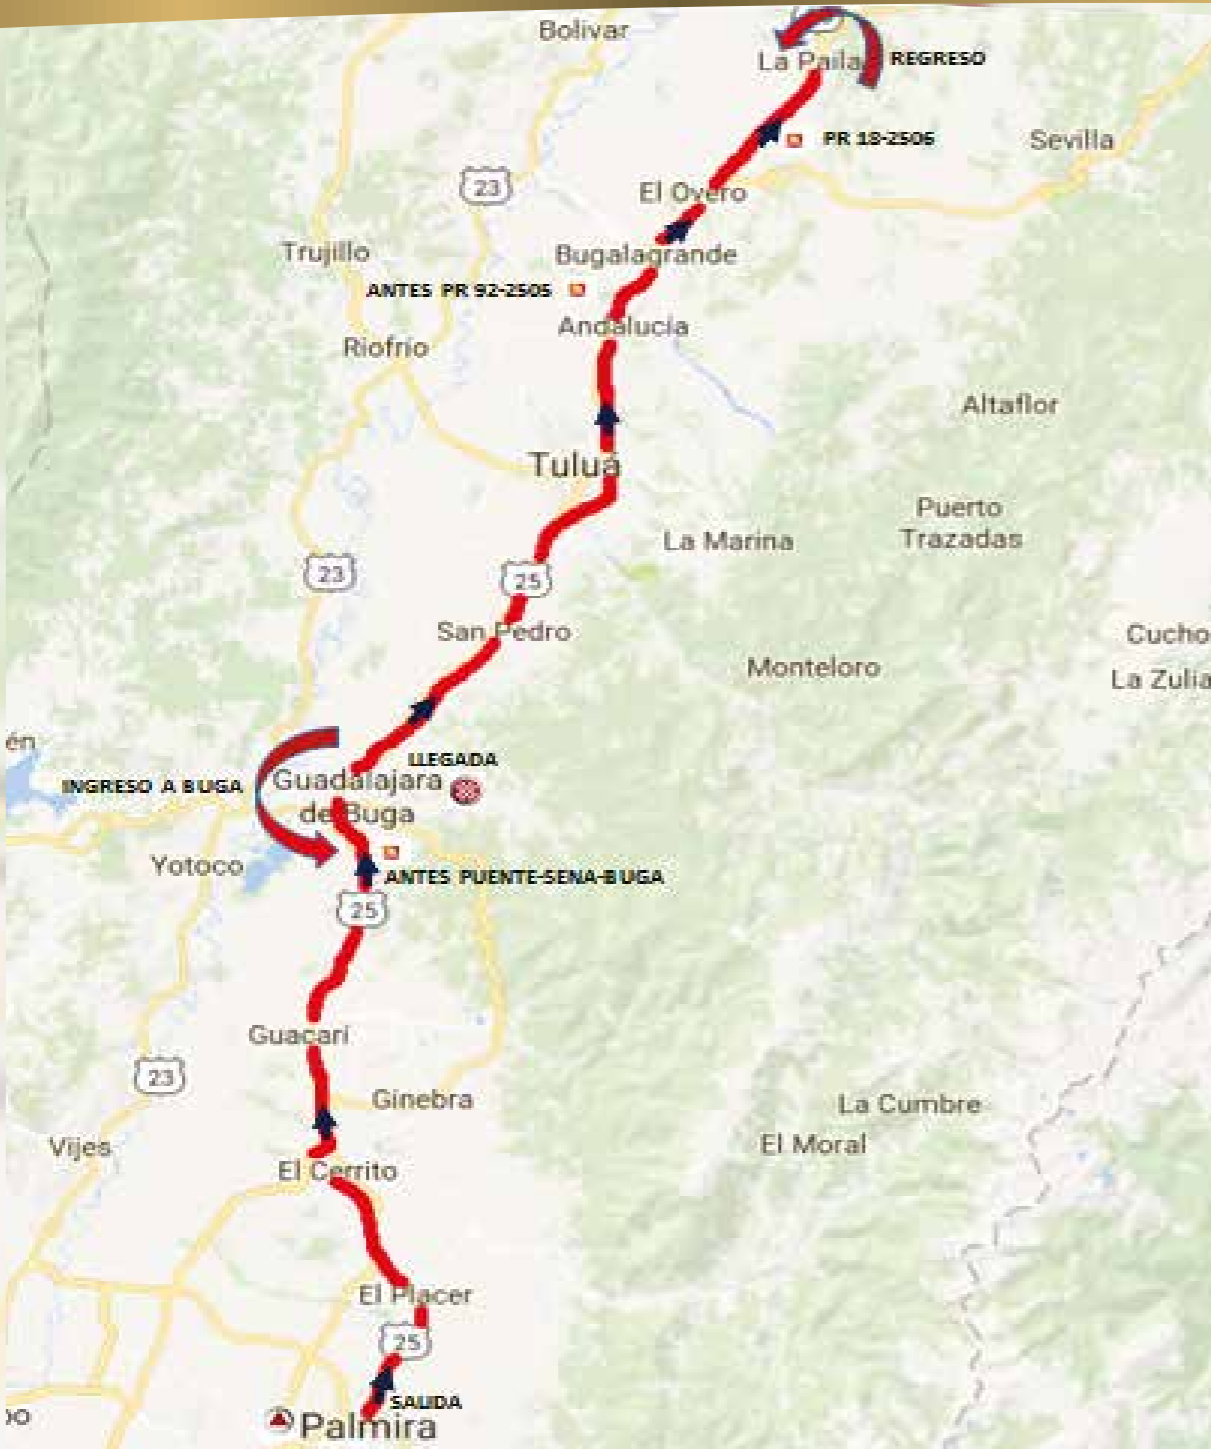 Bolivar
La Paila
REGRESO
PR 18-2506
Sevilla
23
El Overo
Trujillo
Bugalagrande
ANTES PR 92-2505
Andalucía
Riofrio
Altaflor
Tuluá
Puerto
Trazadas
La Marina
23
25
San Pedro
Cucho
Monteloro
La Zulia
én
LLEGADA
INGRESO A BUGA
Guadalajara
de Buga
Yotoco
ANTES PUENTE-SENA-BUGA
25
Guacarí
23
Ginebra
La Cumbre
Vijes
El Moral
El Cerrito
El Placer
25
SALIDA
Palmira